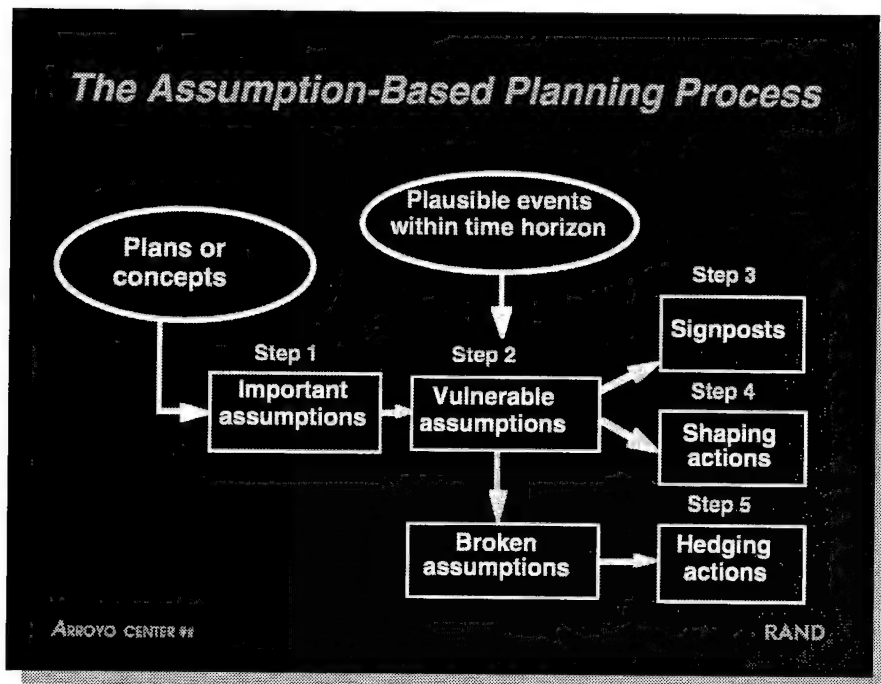 The Assumption-Based Planning Process
Plausible events
within time horizon
Plans or
concepts
Step 3
Signposts
Step 1
Important
assumptions
Step 2
Vulnerable
assumptions
Step 4
Shaping
actions
Broken
assumptions
Step 5
Hedging
actions
ARROYO CENTER
RAND